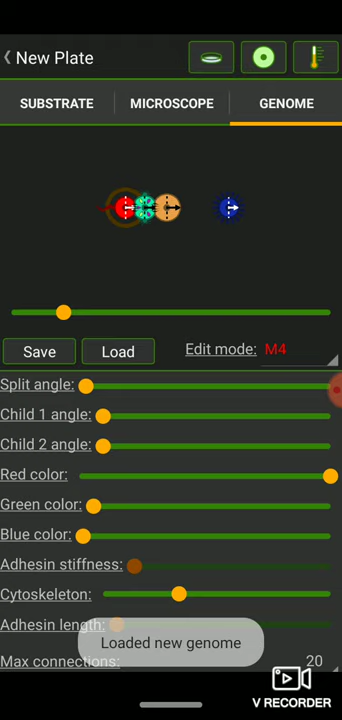 New Plate
SUBSTRATE MICROSCOPE GENOME
Save Load Edit mode: M4
Split angle:
Child 1 angle:
Child 2 angle:
Red color:
Green color:
Blue color:
Adhesin stiffness:
Cytoskeleton:
Adhesin length:
Loaded new genome
Max connections: 20
V RECORDER